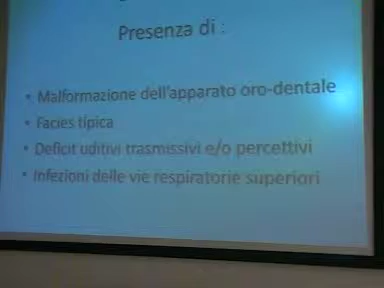 Presenza di :
• Malformazione dell'apparato oro-dentale
• Facies tipica
• Deficit uditivi trasmissivi e/o percettivi
• Infezioni delle vie respiratorie superiori